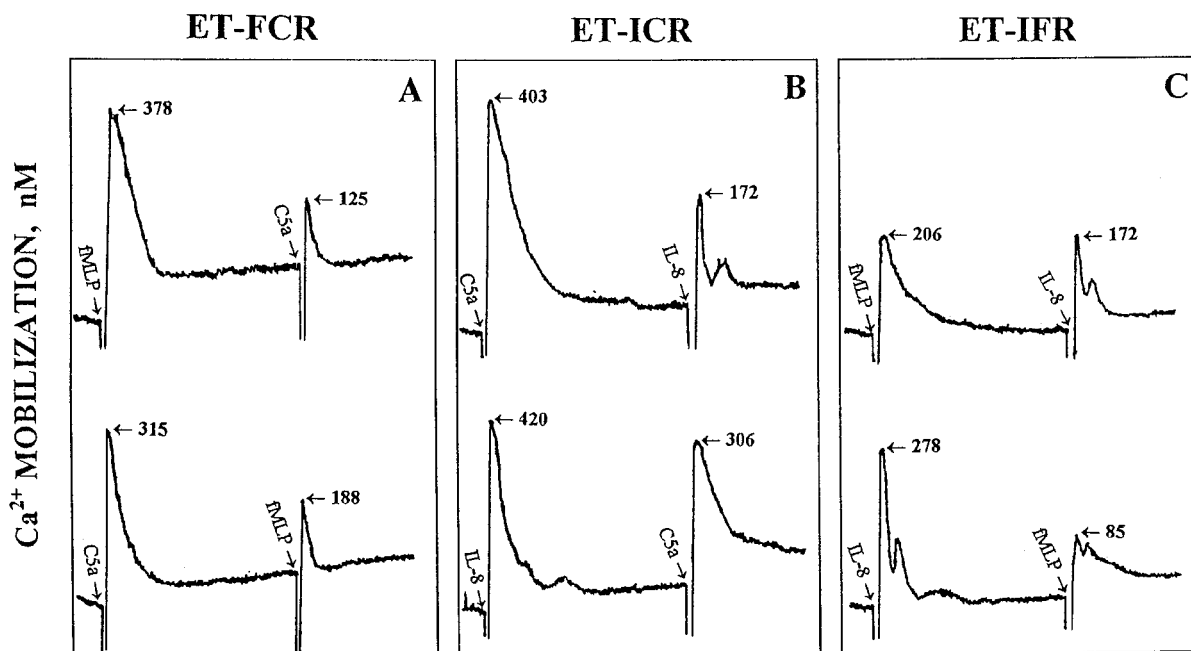 ET-FCR
ET-ICR
ET-IFR
Ca²⁺ MOBILIZATION, nM
A
← 378
fMLP →
← 125
C5a →
← 315
C5a →
← 188
fMLP →
B
← 403
C5a →
← 172
IL-8 →
← 420
IL-8 →
← 306
C5a →
C
← 206
fMLP →
← 172
IL-8 →
← 278
IL-8 →
← 85
fMLP →